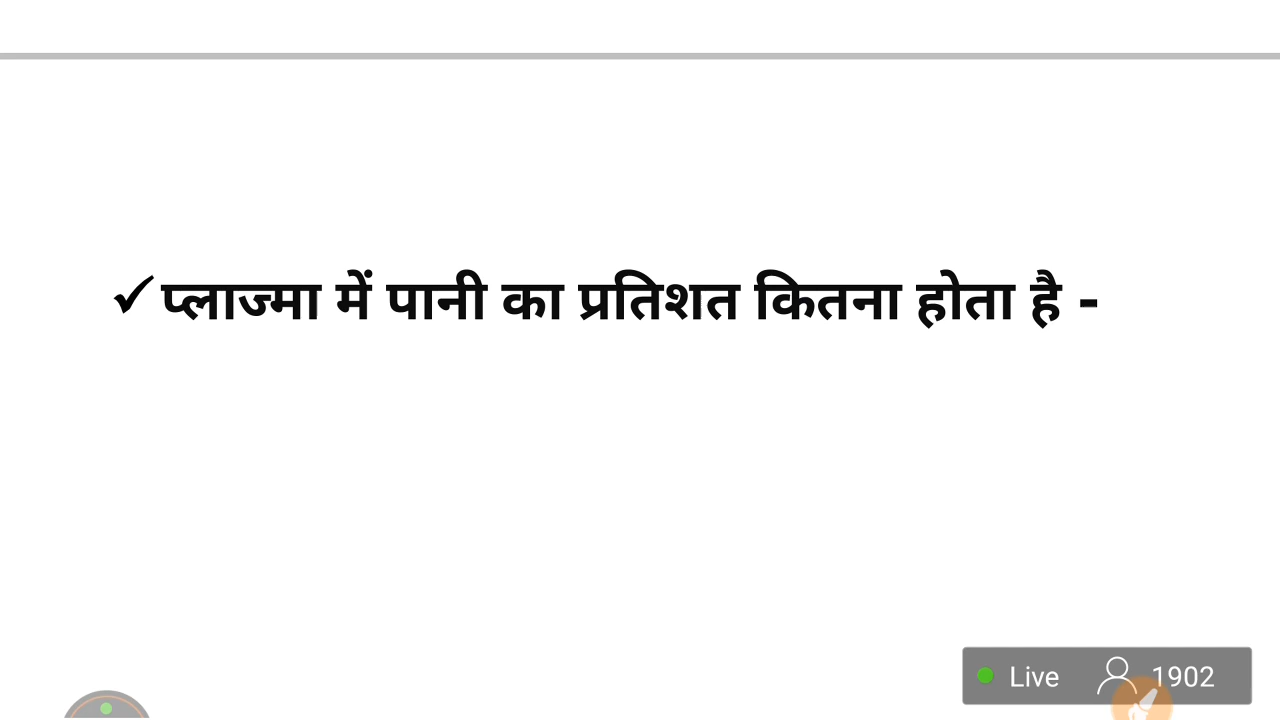 ✓ प्लाज्मा में पानी का प्रतिशत कितना होता है -
Live 1902